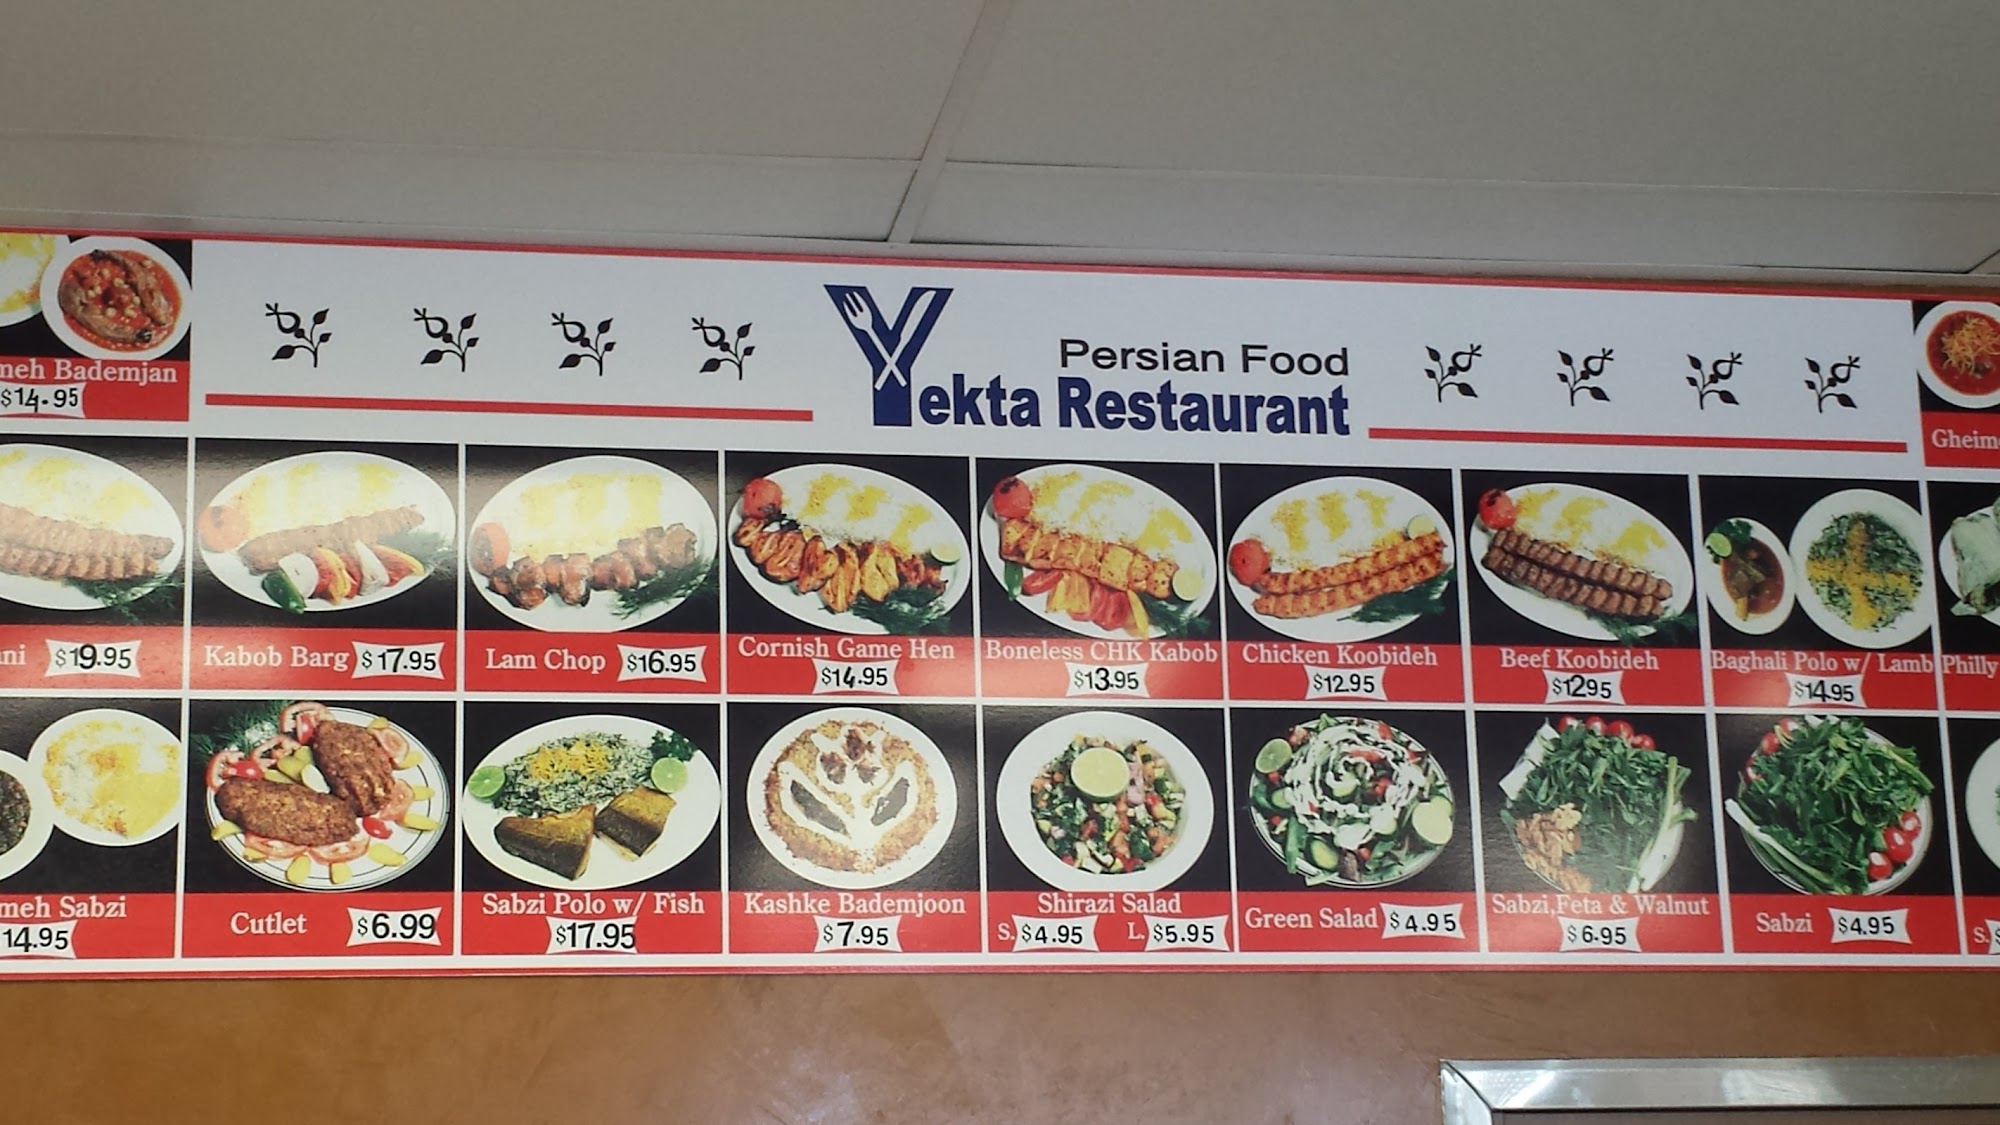 Persian Food
Yekta Restaurant
meh Bademjan
$14.95
Gheim
ni $19.95
Kabob Barg $17.95
Lam Chop $16.95
Cornish Game Hen
$14.95
Boneless CHK Kabob
$13.95
Chicken Koobideh
$12.95
Beef Koobideh
$1295
Baghali Polo w/ Lamb
$14.95
Philly
meh Sabzi
14.95
Cutlet $6.99
Sabzi Polo w/ Fish
$17.95
Kashke Bademjoon
$7.95
Shirazi Salad
S. $4.95 L. $5.95
Green Salad $4.95
Sabzi,Feta & Walnut
$6.95
Sabzi $4.95
S. $